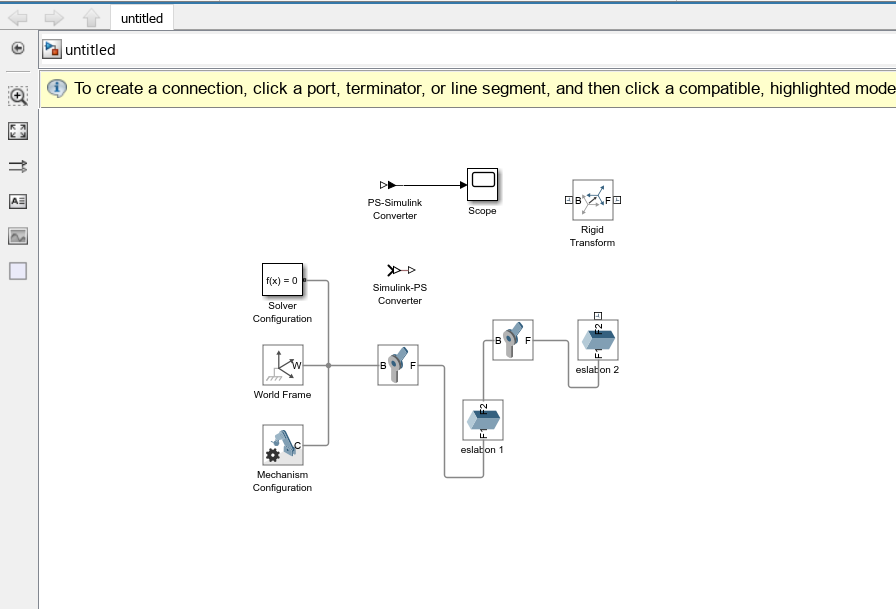 untitled
untitled
To create a connection, click a port, terminator, or line segment, and then click a compatible, highlighted mode
PS-Simulink
Converter
Scope
B F
Rigid
Transform
f(x) = 0
Solver
Configuration
Simulink-PS
Converter
W
World Frame
B F
B F
F2
F1
eslabon 2
F2
F1
eslabon 1
C
Mechanism
Configuration